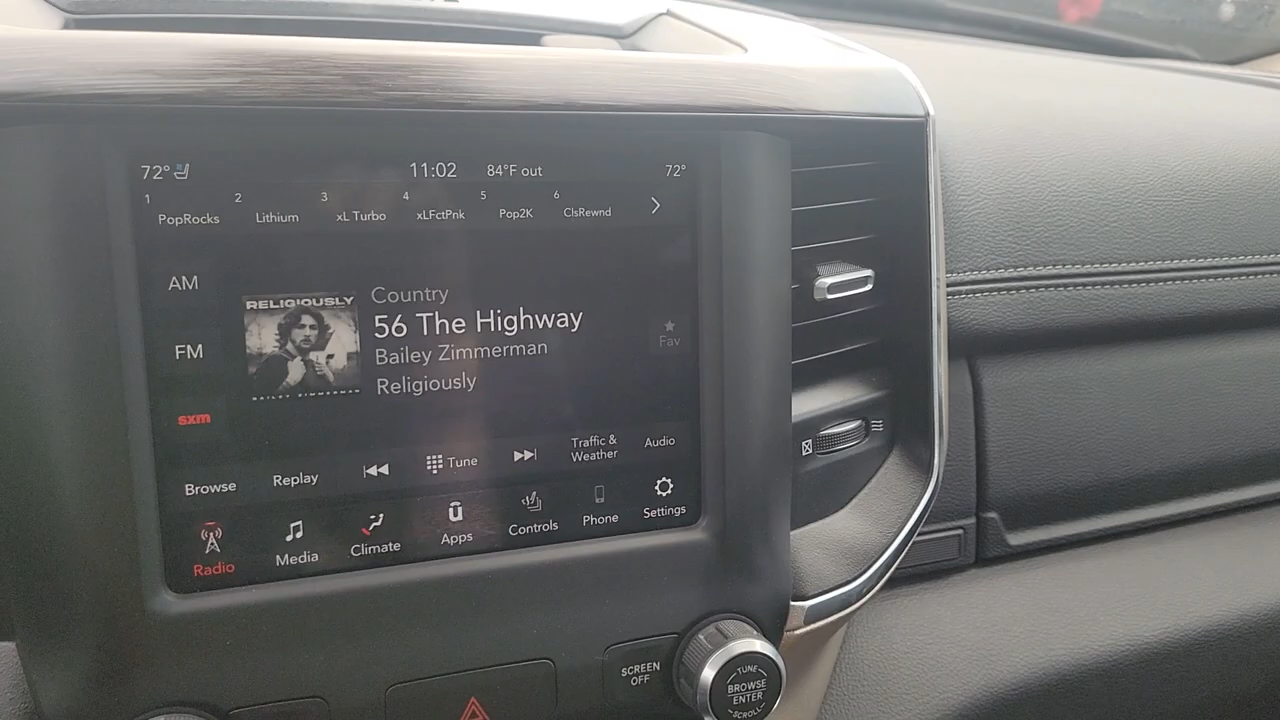 72° 11:02 84°F out 72°
1 2 3 4 5 6
PopRocks Lithium xL Turbo xLFctPnk Pop2K ClsRewnd
AM
FM
sxm
RELIGIOUSLY
BAILEY ZIMMERMAN
Country
56 The Highway
Bailey Zimmerman
Religiously
Fav
Browse Replay Tune Traffic & Weather Audio
Radio Media Climate Apps Controls Phone Settings
SCREEN
OFF
TUNE
BROWSE
ENTER
SCROLL